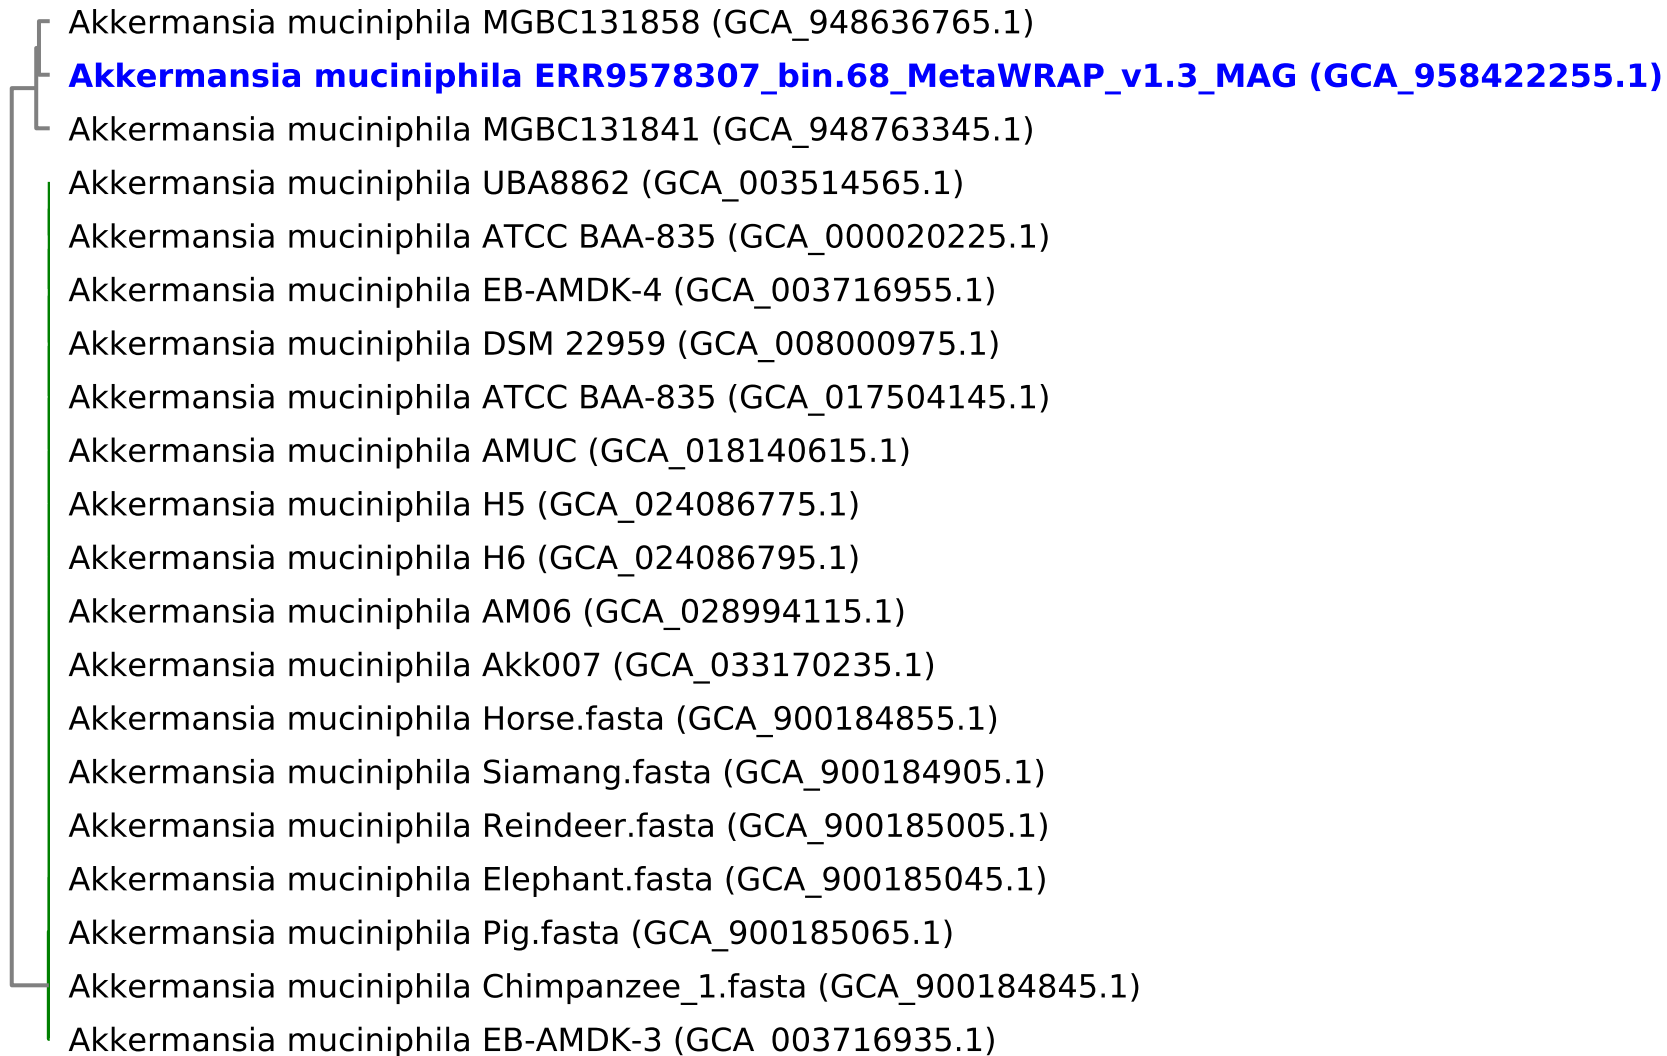 Akkermansia muciniphila MGBC131858 (GCA_948636765.1)
Akkermansia muciniphila ERR9578307_bin.68_MetaWRAP_v1.3_MAG (GCA_958422255.1)
Akkermansia muciniphila MGBC131841 (GCA_948763345.1)
Akkermansia muciniphila UBA8862 (GCA_003514565.1)
Akkermansia muciniphila ATCC BAA-835 (GCA_000020225.1)
Akkermansia muciniphila EB-AMDK-4 (GCA_003716955.1)
Akkermansia muciniphila DSM 22959 (GCA_008000975.1)
Akkermansia muciniphila ATCC BAA-835 (GCA_017504145.1)
Akkermansia muciniphila AMUC (GCA_018140615.1)
Akkermansia muciniphila H5 (GCA_024086775.1)
Akkermansia muciniphila H6 (GCA_024086795.1)
Akkermansia muciniphila AM06 (GCA_028994115.1)
Akkermansia muciniphila Akk007 (GCA_033170235.1)
Akkermansia muciniphila Horse.fasta (GCA_900184855.1)
Akkermansia muciniphila Siamang.fasta (GCA_900184905.1)
Akkermansia muciniphila Reindeer.fasta (GCA_900185005.1)
Akkermansia muciniphila Elephant.fasta (GCA_900185045.1)
Akkermansia muciniphila Pig.fasta (GCA_900185065.1)
Akkermansia muciniphila Chimpanzee_1.fasta (GCA_900184845.1)
Akkermansia muciniphila EB-AMDK-3 (GCA_003716935.1)